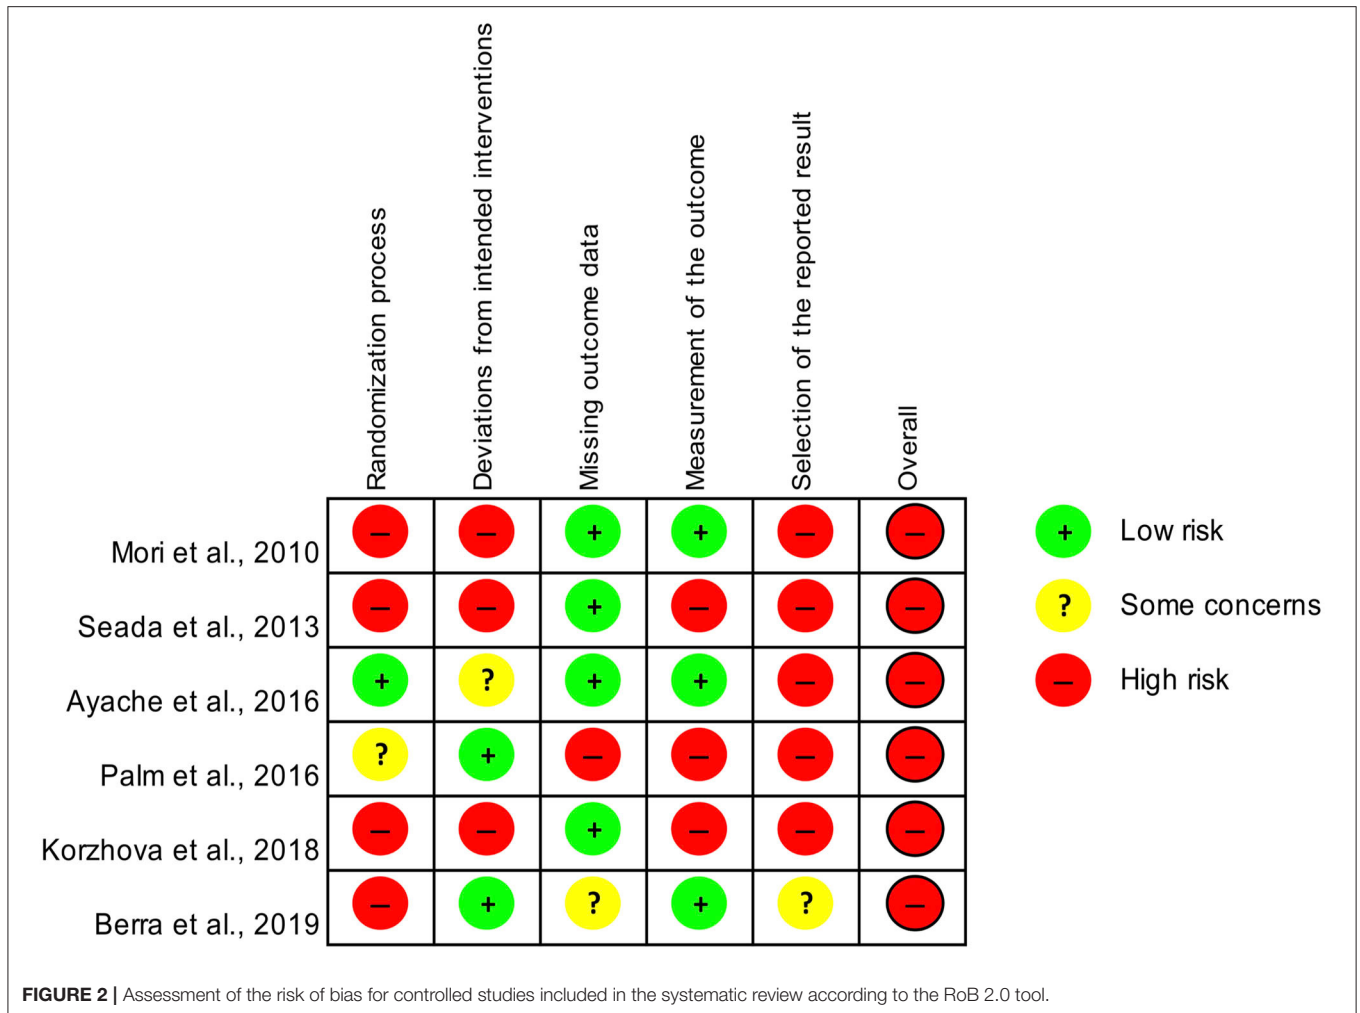 Randomization process
Deviations from intended interventions
Missing outcome data
Measurement of the outcome
Selection of the reported result
Overall
Mori et al., 2010 − − + + − −
Seada et al., 2013 − − + − − −
Ayache et al., 2016 + ? + + − −
Palm et al., 2016 ? + − − − −
Korzhova et al., 2018 − − + − − −
Berra et al., 2019 − + ? + ? −
+ Low risk
? Some concerns
− High risk
FIGURE 2 | Assessment of the risk of bias for controlled studies included in the systematic review according to the RoB 2.0 tool.